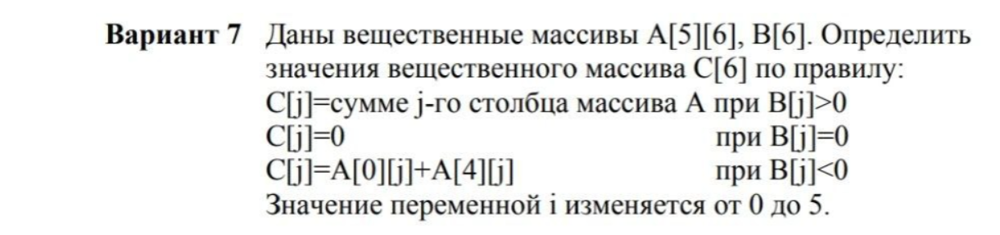 Вариант 7 Даны вещественные массивы A[5][6], B[6]. Определить
значения вещественного массива C[6] по правилу:
C[j]=сумме j-го столбца массива А при B[j]>0
C[j]=0 при B[j]=0
C[j]=A[0][j]+A[4][j] при B[j]<0
Значение переменной i изменяется от 0 до 5.